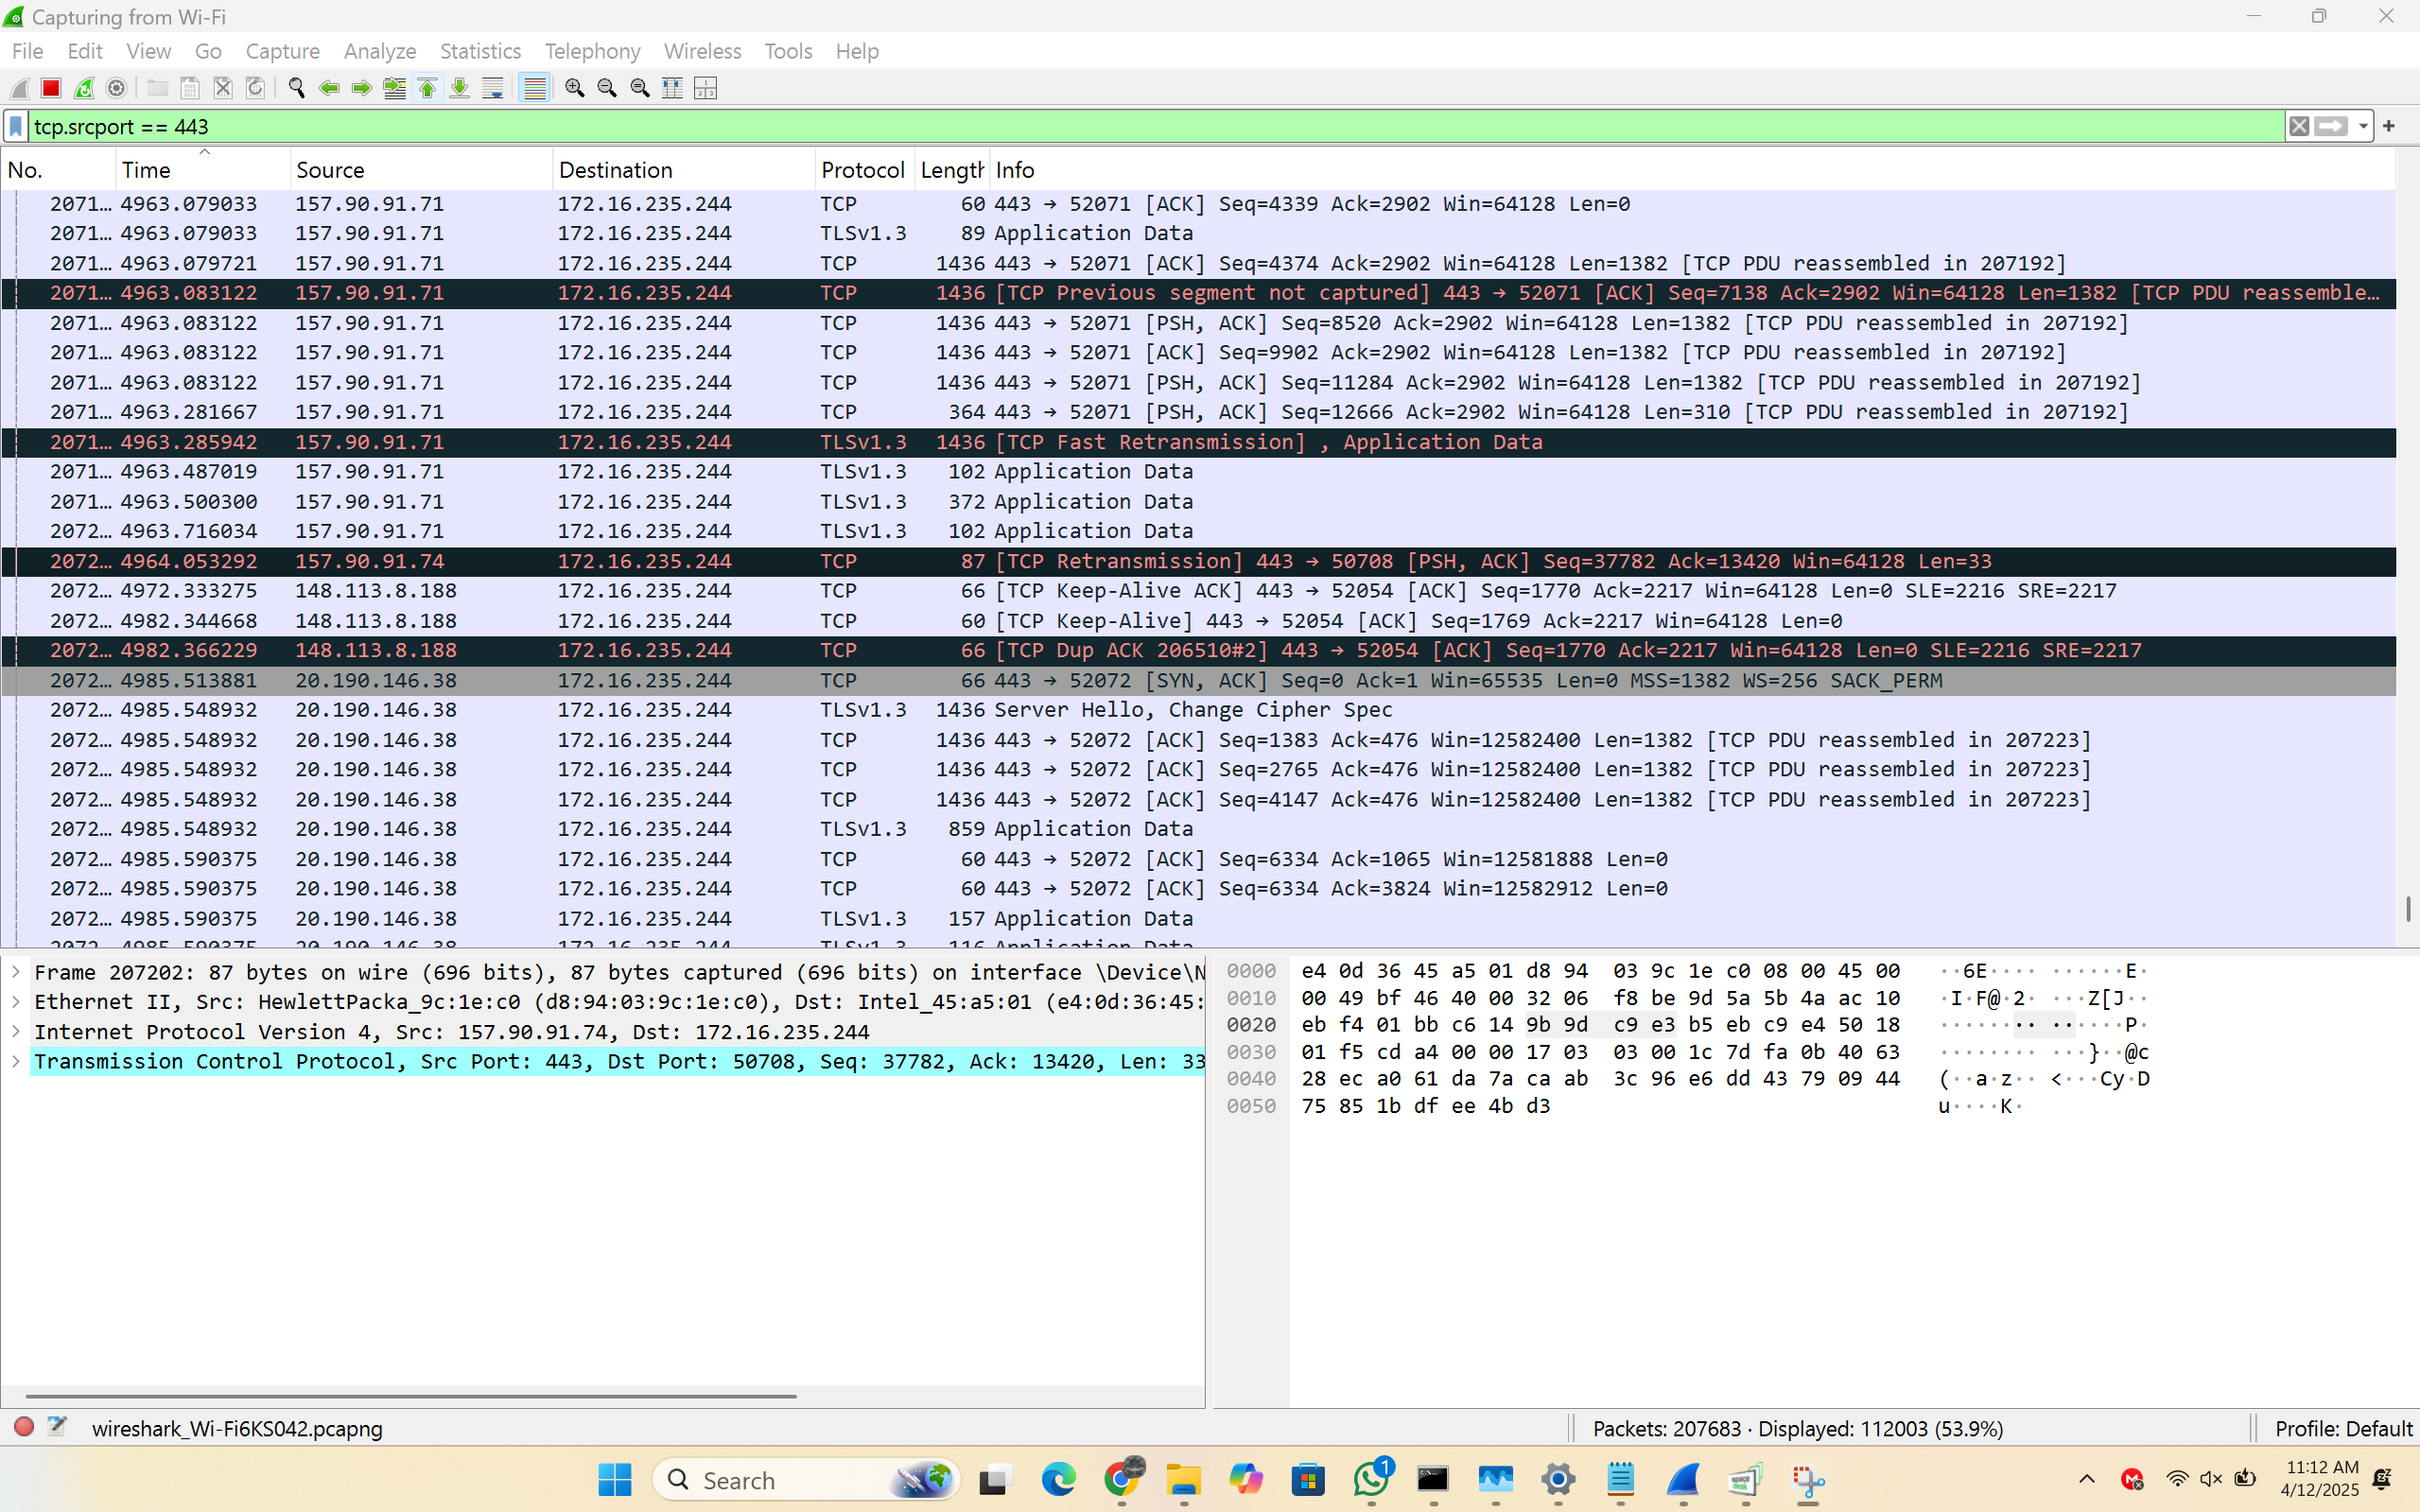 Capturing from Wi-Fi
File Edit View Go Capture Analyze Statistics Telephony Wireless Tools Help
tcp.srcport == 443
No. Time Source Destination Protocol Length Info
2071… 4963.079033 157.90.91.71 172.16.235.244 TCP 60 443 → 52071 [ACK] Seq=4339 Ack=2902 Win=64128 Len=0
2071… 4963.079033 157.90.91.71 172.16.235.244 TLSv1.3 89 Application Data
2071… 4963.079721 157.90.91.71 172.16.235.244 TCP 1436 443 → 52071 [ACK] Seq=4374 Ack=2902 Win=64128 Len=1382 [TCP PDU reassembled in 207192]
2071… 4963.083122 157.90.91.71 172.16.235.244 TCP 1436 [TCP Previous segment not captured] 443 → 52071 [ACK] Seq=7138 Ack=2902 Win=64128 Len=1382 [TCP PDU reassemble…
2071… 4963.083122 157.90.91.71 172.16.235.244 TCP 1436 443 → 52071 [PSH, ACK] Seq=8520 Ack=2902 Win=64128 Len=1382 [TCP PDU reassembled in 207192]
2071… 4963.083122 157.90.91.71 172.16.235.244 TCP 1436 443 → 52071 [ACK] Seq=9902 Ack=2902 Win=64128 Len=1382 [TCP PDU reassembled in 207192]
2071… 4963.083122 157.90.91.71 172.16.235.244 TCP 1436 443 → 52071 [PSH, ACK] Seq=11284 Ack=2902 Win=64128 Len=1382 [TCP PDU reassembled in 207192]
2071… 4963.281667 157.90.91.71 172.16.235.244 TCP 364 443 → 52071 [PSH, ACK] Seq=12666 Ack=2902 Win=64128 Len=310 [TCP PDU reassembled in 207192]
2071… 4963.285942 157.90.91.71 172.16.235.244 TLSv1.3 1436 [TCP Fast Retransmission] , Application Data
2071… 4963.487019 157.90.91.71 172.16.235.244 TLSv1.3 102 Application Data
2071… 4963.500300 157.90.91.71 172.16.235.244 TLSv1.3 372 Application Data
2072… 4963.716034 157.90.91.71 172.16.235.244 TLSv1.3 102 Application Data
2072… 4964.053292 157.90.91.74 172.16.235.244 TCP 87 [TCP Retransmission] 443 → 50708 [PSH, ACK] Seq=37782 Ack=13420 Win=64128 Len=33
2072… 4972.333275 148.113.8.188 172.16.235.244 TCP 66 [TCP Keep-Alive ACK] 443 → 52054 [ACK] Seq=1770 Ack=2217 Win=64128 Len=0 SLE=2216 SRE=2217
2072… 4982.344668 148.113.8.188 172.16.235.244 TCP 60 [TCP Keep-Alive] 443 → 52054 [ACK] Seq=1769 Ack=2217 Win=64128 Len=0
2072… 4982.366229 148.113.8.188 172.16.235.244 TCP 66 [TCP Dup ACK 206510#2] 443 → 52054 [ACK] Seq=1770 Ack=2217 Win=64128 Len=0 SLE=2216 SRE=2217
2072… 4985.513881 20.190.146.38 172.16.235.244 TCP 66 443 → 52072 [SYN, ACK] Seq=0 Ack=1 Win=65535 Len=0 MSS=1382 WS=256 SACK_PERM
2072… 4985.548932 20.190.146.38 172.16.235.244 TLSv1.3 1436 Server Hello, Change Cipher Spec
2072… 4985.548932 20.190.146.38 172.16.235.244 TCP 1436 443 → 52072 [ACK] Seq=1383 Ack=476 Win=12582400 Len=1382 [TCP PDU reassembled in 207223]
2072… 4985.548932 20.190.146.38 172.16.235.244 TCP 1436 443 → 52072 [ACK] Seq=2765 Ack=476 Win=12582400 Len=1382 [TCP PDU reassembled in 207223]
2072… 4985.548932 20.190.146.38 172.16.235.244 TCP 1436 443 → 52072 [ACK] Seq=4147 Ack=476 Win=12582400 Len=1382 [TCP PDU reassembled in 207223]
2072… 4985.548932 20.190.146.38 172.16.235.244 TLSv1.3 859 Application Data
2072… 4985.590375 20.190.146.38 172.16.235.244 TCP 60 443 → 52072 [ACK] Seq=6334 Ack=1065 Win=12581888 Len=0
2072… 4985.590375 20.190.146.38 172.16.235.244 TCP 60 443 → 52072 [ACK] Seq=6334 Ack=3824 Win=12582912 Len=0
2072… 4985.590375 20.190.146.38 172.16.235.244 TLSv1.3 157 Application Data
2072… 4985.590375 20.190.146.38 172.16.235.244 TLSv1.3 116 Application Data
Frame 207202: 87 bytes on wire (696 bits), 87 bytes captured (696 bits) on interface \Device\N
Ethernet II, Src: HewlettPacka_9c:1e:c0 (d8:94:03:9c:1e:c0), Dst: Intel_45:a5:01 (e4:0d:36:45:
Internet Protocol Version 4, Src: 157.90.91.74, Dst: 172.16.235.244
Transmission Control Protocol, Src Port: 443, Dst Port: 50708, Seq: 37782, Ack: 13420, Len: 33
0000 e4 0d 36 45 a5 01 d8 94 03 9c 1e c0 08 00 45 00 ··6E···· ······E·
0010 00 49 bf 46 40 00 32 06 f8 be 9d 5a 5b 4a ac 10 ·I·F@·2· ···Z[J··
0020 eb f4 01 bb c6 14 9b 9d c9 e3 b5 eb c9 e4 50 18 ········ ······P·
0030 01 f5 cd a4 00 00 17 03 03 00 1c 7d fa 0b 40 63 ········ ···}··@c
0040 28 ec a0 61 da 7a ca ab 3c 96 e6 dd 43 79 09 44 (··a·z·· <···Cy·D
0050 75 85 1b df ee 4b d3 u····K·
wireshark_Wi-Fi6KS042.pcapng Packets: 207683 · Displayed: 112003 (53.9%) Profile: Default
Search 1 11:12 AM
4/12/2025